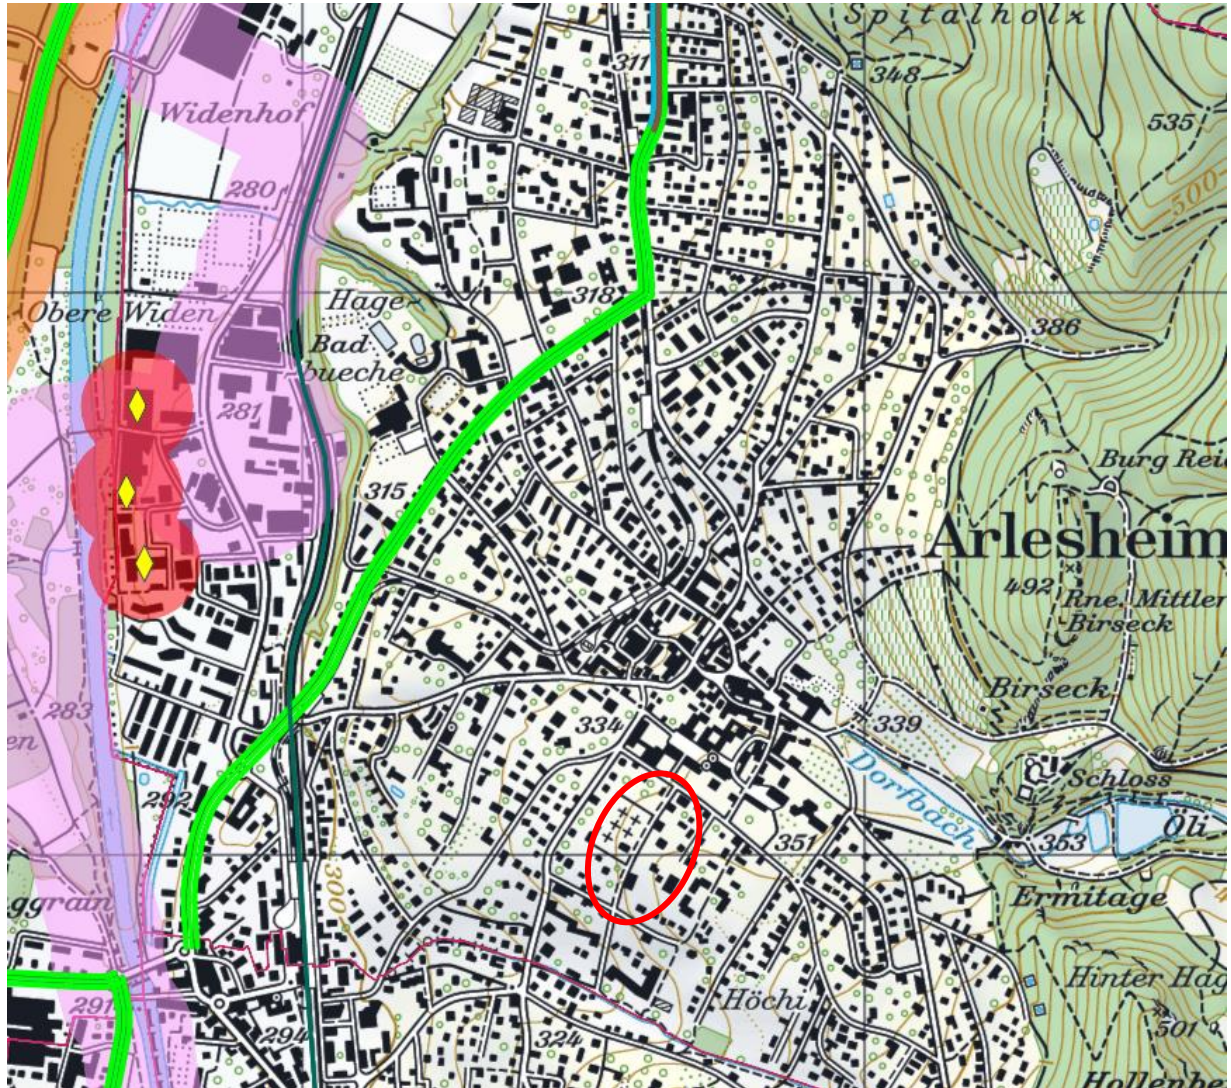 Spitalholz
311
348
Widenhof
535
280
500
318
Hage-
Obere Widen
Bad-
bueche
386
281
Burg Rei
315
Arlesheim
492
Rne. Mittler
Birseck
Birseck
283
en
334
339
Schloss
292
Dorfbach
Öli
351
353
300
ggrain
Ermitage
Höchi
Hinter Hag
291
294
324
501